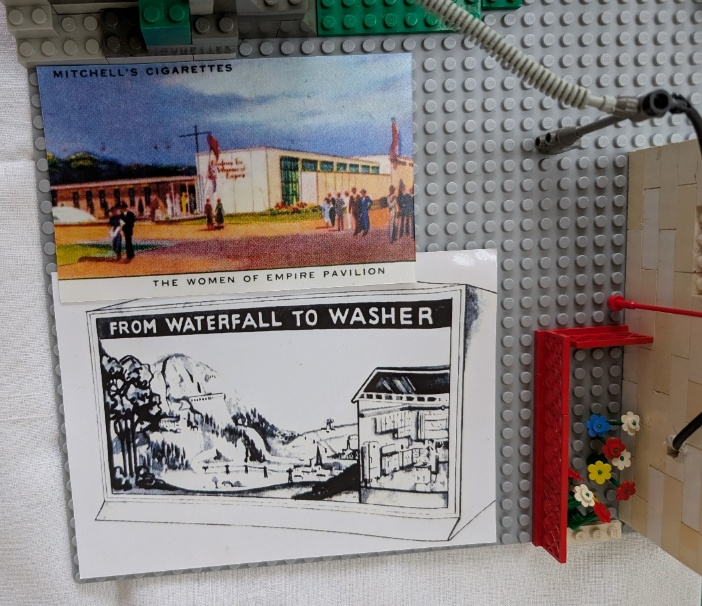 MITCHELL'S CIGARETTES
THE WOMEN OF EMPIRE PAVILION
FROM WATERFALL TO WASHER